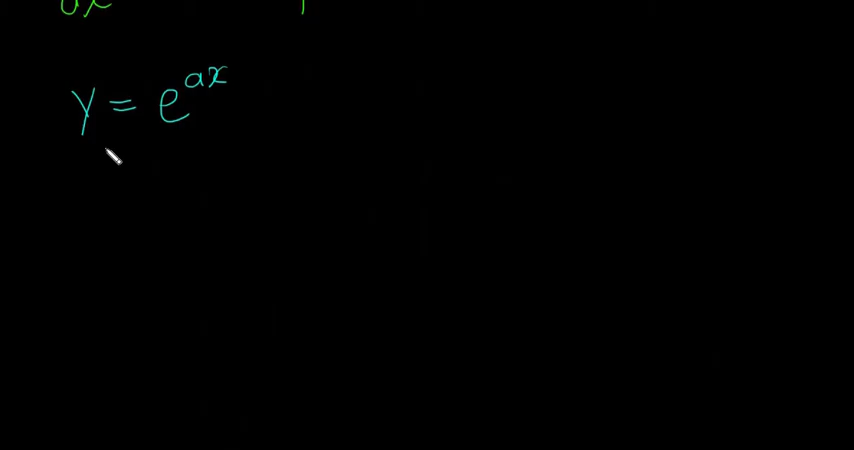 y = e^{ax}